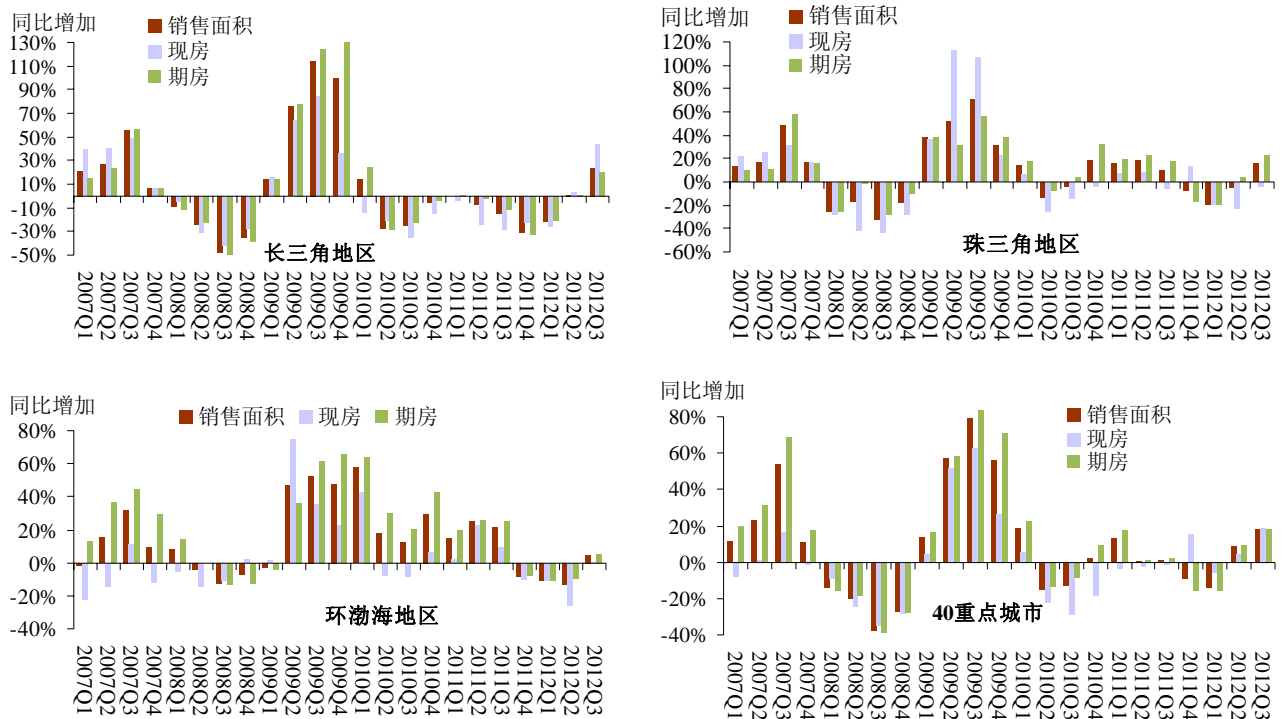 同比增加
销售面积
现房
期房
130%
110%
90%
70%
50%
30%
10%
-10%
-30%
-50%
长三角地区
2007Q1
2007Q2
2007Q3
2007Q4
2008Q1
2008Q2
2008Q3
2008Q4
2009Q1
2009Q2
2009Q3
2009Q4
2010Q1
2010Q2
2010Q3
2010Q4
2011Q1
2011Q2
2011Q3
2011Q4
2012Q1
2012Q2
2012Q3
同比增加
销售面积
现房
期房
120%
100%
80%
60%
40%
20%
0%
-20%
-40%
-60%
珠三角地区
2007Q1
2007Q2
2007Q3
2007Q4
2008Q1
2008Q2
2008Q3
2008Q4
2009Q1
2009Q2
2009Q3
2009Q4
2010Q1
2010Q2
2010Q3
2010Q4
2011Q1
2011Q2
2011Q3
2011Q4
2012Q1
2012Q2
2012Q3
同比增加
销售面积 现房 期房
80%
60%
40%
20%
0%
-20%
-40%
环渤海地区
2007Q1
2007Q2
2007Q3
2007Q4
2008Q1
2008Q2
2008Q3
2008Q4
2009Q1
2009Q2
2009Q3
2009Q4
2010Q1
2010Q2
2010Q3
2010Q4
2011Q1
2011Q2
2011Q3
2011Q4
2012Q1
2012Q2
2012Q3
同比增加
销售面积
现房
期房
80%
60%
40%
20%
0%
-20%
-40%
40重点城市
2007Q1
2007Q2
2007Q3
2007Q4
2008Q1
2008Q2
2008Q3
2008Q4
2009Q1
2009Q2
2009Q3
2009Q4
2010Q1
2010Q2
2010Q3
2010Q4
2011Q1
2011Q2
2011Q3
2011Q4
2012Q1
2012Q2
2012Q3